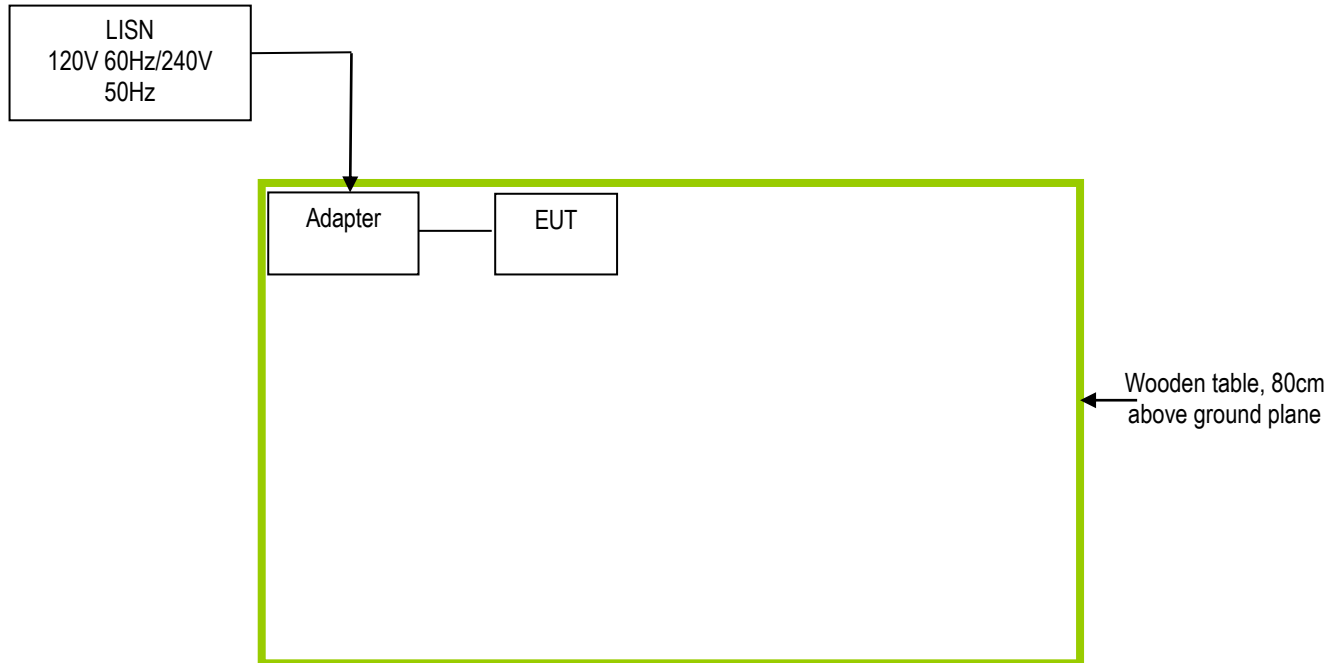 LISN
120V 60Hz/240V
50Hz
Adapter
EUT
Wooden table, 80cm
above ground plane